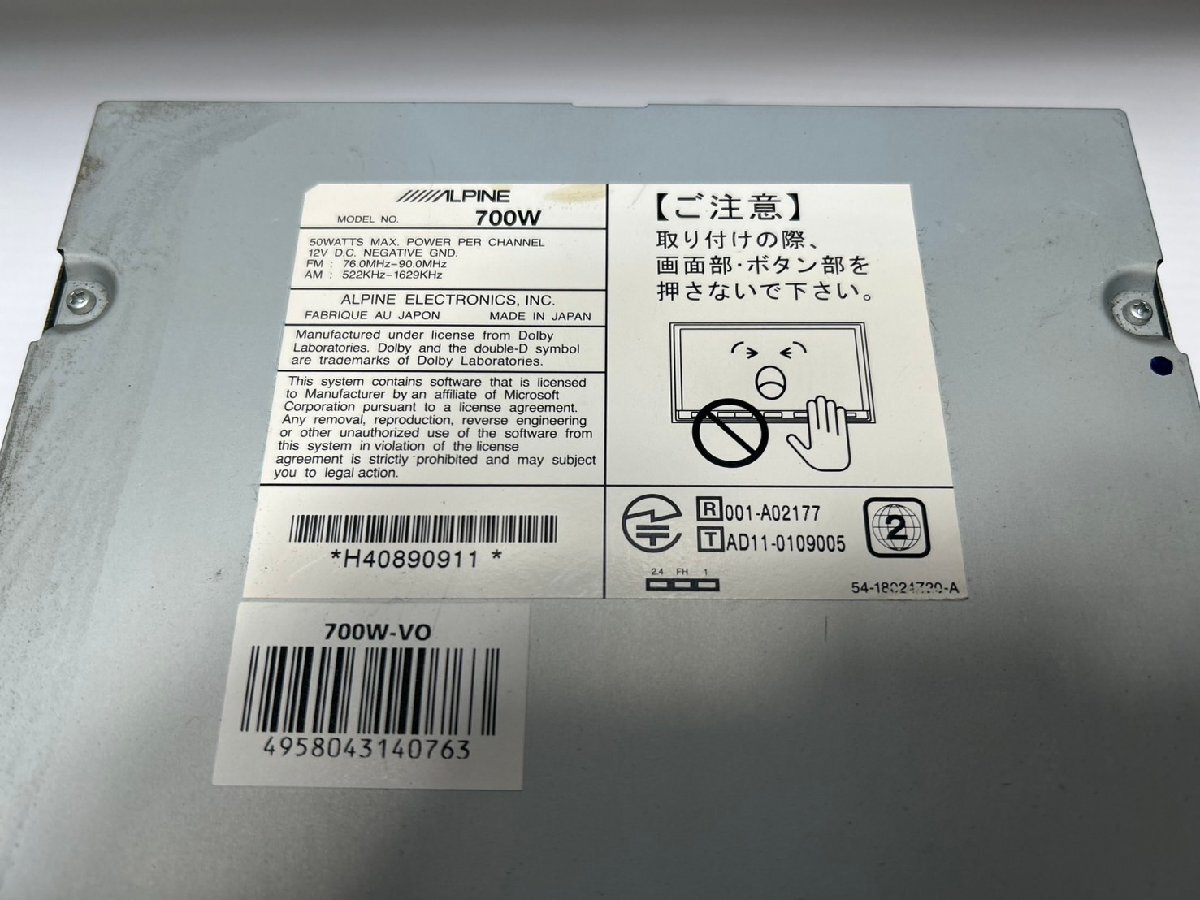 ALPINE
MODEL NO. 700W
50WATTS MAX. POWER PER CHANNEL
12V D.C. NEGATIVE GND.
FM : 76.0MHz-90.0MHz
AM : 522KHz-1629KHz
ALPINE ELECTRONICS, INC.
FABRIQUE AU JAPON MADE IN JAPAN
Manufactured under license from Dolby
Laboratories. Dolby and the double-D symbol
are trademarks of Dolby Laboratories.
This system contains software that is licensed
to Manufacturer by an affiliate of Microsoft
Corporation pursuant to a license agreement.
Any removal, reproduction, reverse engineering
or other unauthorized use of the software from
this system in violation of the license
agreement is strictly prohibited and may subject
you to legal action.
*H40890911 *
【ご注意】
取り付けの際、
画面部・ボタン部を
押さないで下さい。
R 001-A02177
T AD11-0109005
2
2.4 FH 1
700W-VO
4958043140763